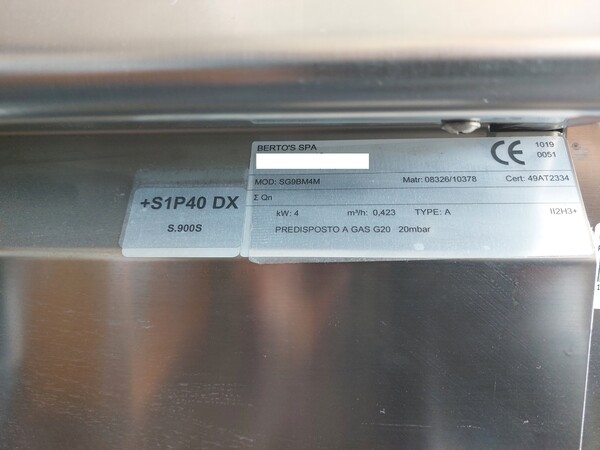 BERTO'S SPA
CE 1019
0051
MOD: SG9BM4M Matr: 08326/10378 Cert: 49AT2334
Σ Qn
kW: 4 m³/h: 0,423 TYPE: A II2H3+
PREDISPOSTO A GAS G20 20mbar
+S1P40 DX
S.900S